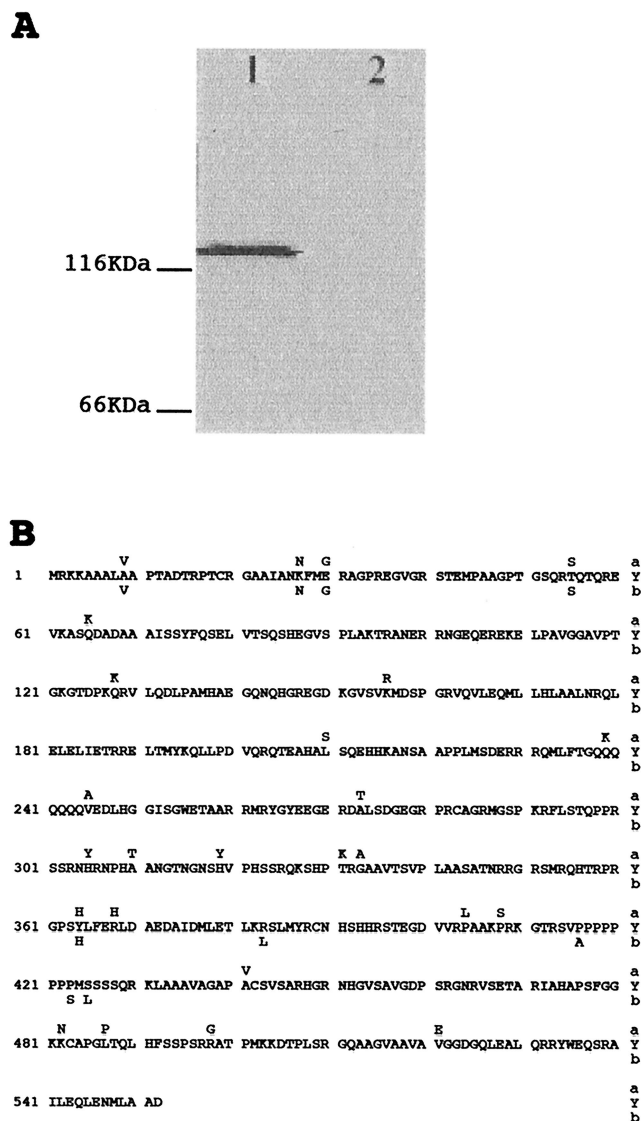 A
1 2
116KDa
66KDa
B
V N G S a
1 MRKKAAALAA PTADTRPTCR GAAIANKFME RAGPREGVGR STEMPAAGPT GSQRTQTQRE Y
V N G S b
K a
61 VKASQDADAA AISSYFQSEL VTSQSHEGVS PLAKTRANER RNGEQEREKE LPAVGGAVPT Y
b
K R a
121 GKGTDPKQRV LQDLPAMHAE GQNQHGREGD KGVSVKMDSP GRVQVLEQML LHLAALNRQL Y
b
S K a
181 ELELIETRRE LTMYKQLLPD VQRQTEAHAL SQEHHKANSA APPLMSDERR RQMLFTGQQQ Y
b
A T a
241 QQQQVEDLHG GISGWETAAR RMRYGYEEGE RDALSDGEGR PRCAGRMGSP KRFLSTQPPR Y
b
Y T Y K A a
301 SSRNHRNPHA ANGTNGNSHV PHSSRQKSHP TRGAAVTSVP LAASATNRRG RSMRQHTRPR Y
b
H H L S a
361 GPSYLFERLD AEDAIDMLET LKRSLMYRCN HSHHRSTEGD VVRPAAKPRK GTRSVPPPPP Y
H L A b
V a
421 PPPMSSSSQR KLAAAVAGAP ACSVSARHGR NHGVSAVGDP SRGNRVSETA RIAHAPSFGG Y
S L b
N P G E a
481 KKCAPGLTQL HFSSPSRRAT PMKKDTPLSR GQAAGVAAVA VGGDGQLEAL QRRYWEQSRA Y
b
a
541 ILEQLENMLA AD Y
b